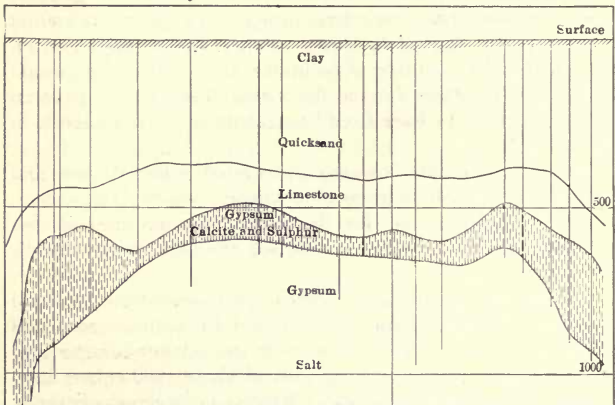 Surface
Clay
Quicksand
Limestone
500
Gypsum
Calcite and Sulphur
Gypsum
Salt
1000